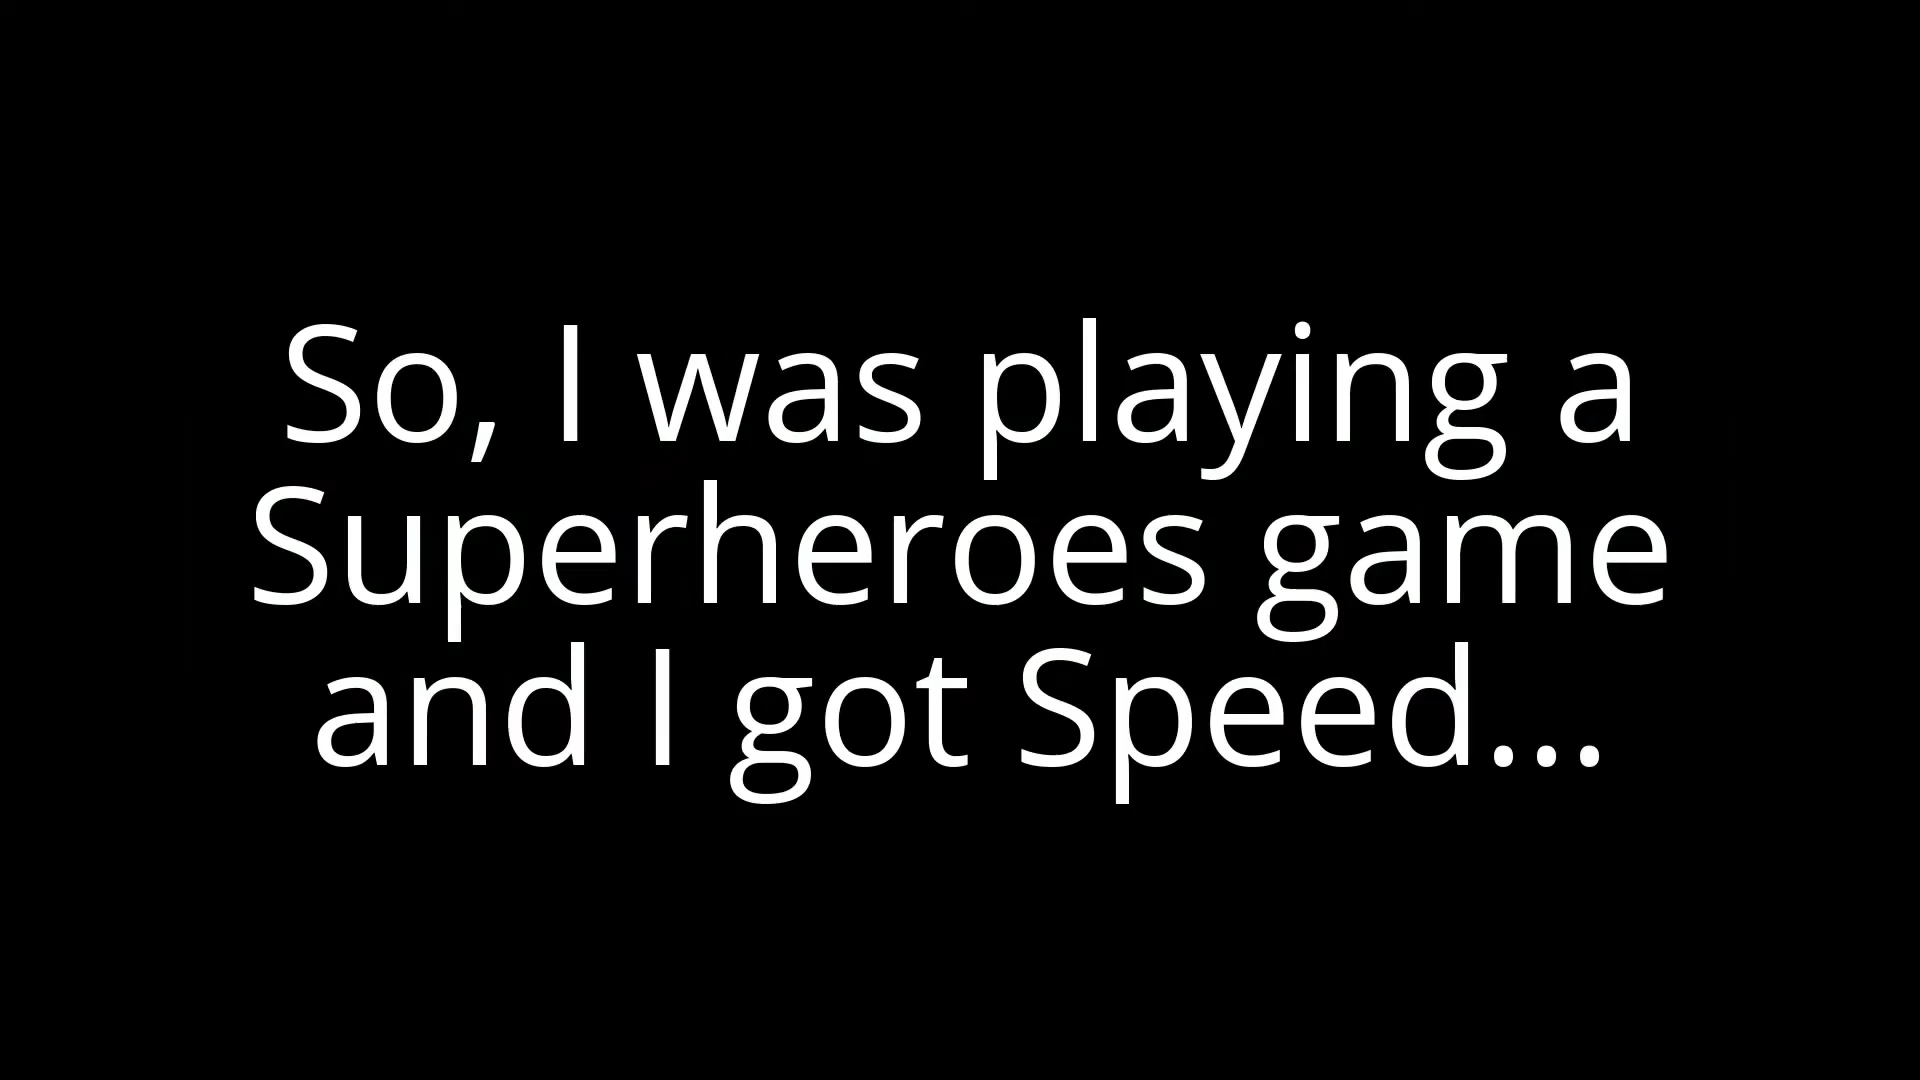 So, I was playing a
Superheroes game
and I got Speed...